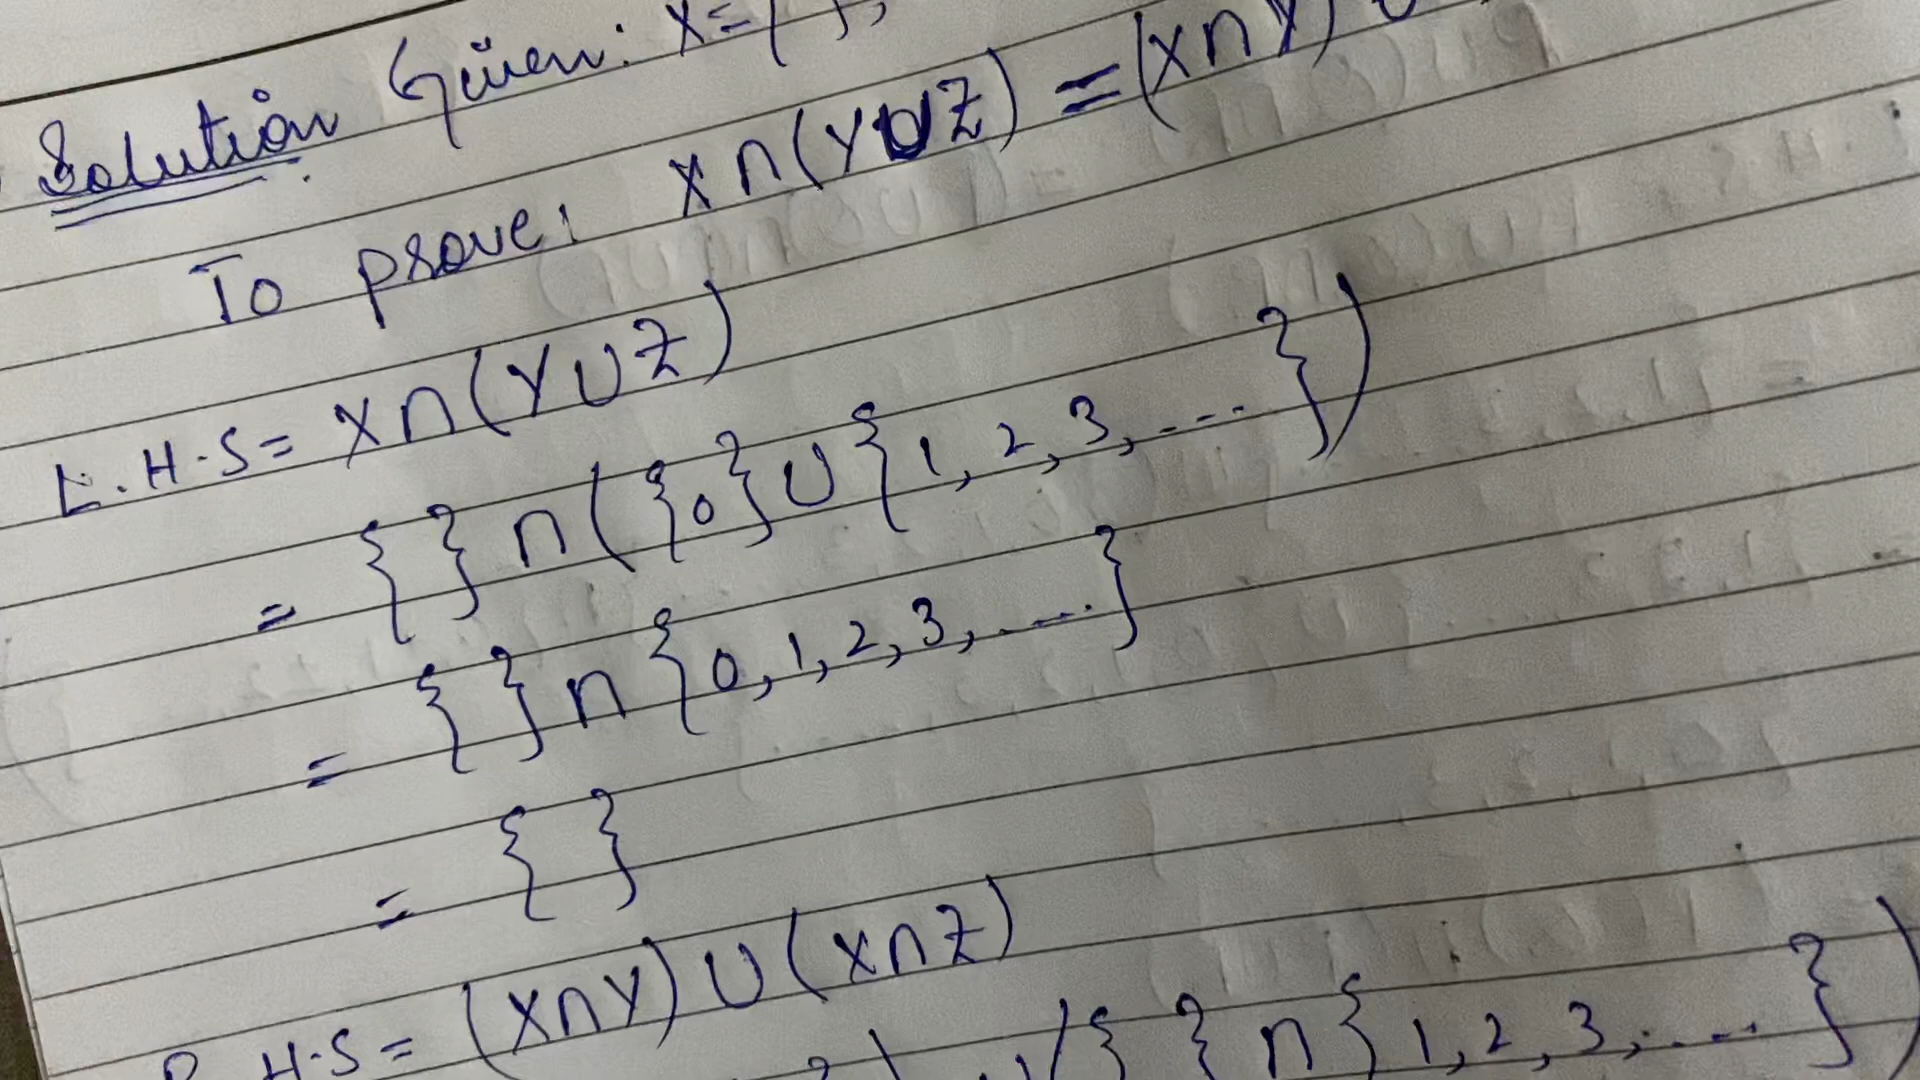 Solution Given: X={ },
To prove: X∩(Y∪Z) = (X∩Y) ∪
L.H.S = X∩(Y∪Z)
= { } ∩ ({0} ∪ {1, 2, 3, ...})
= { } ∩ {0, 1, 2, 3, ....}
= { }
R.H.S = (X∩Y) ∪ (X∩Z)
{ } ∩ {1, 2, 3, ....})